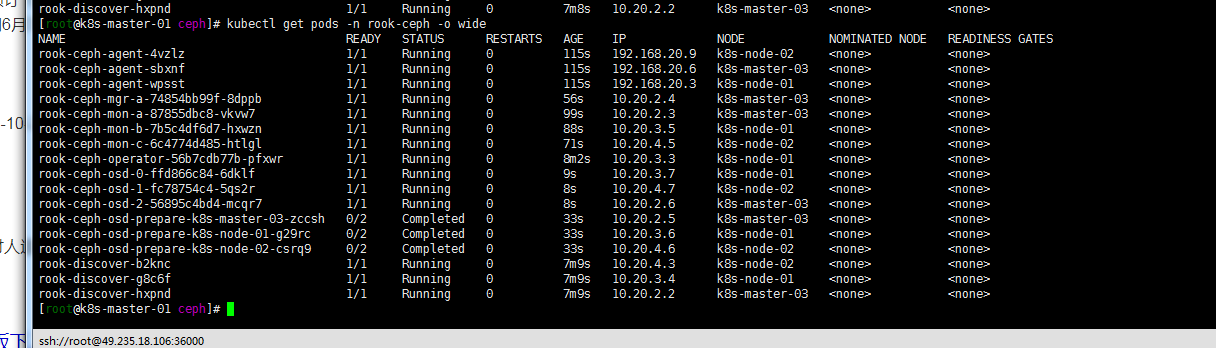 rook-discover-hxpnd 1/1 Running 0 7m8s 10.20.2.2 k8s-master-03 <none> <none>
[root@k8s-master-01 ceph]# kubectl get pods -n rook-ceph -o wide
NAME READY STATUS RESTARTS AGE IP NODE NOMINATED NODE READINESS GATES
rook-ceph-agent-4vzlz 1/1 Running 0 115s 192.168.20.9 k8s-node-02 <none> <none>
rook-ceph-agent-sbxnf 1/1 Running 0 115s 192.168.20.6 k8s-master-03 <none> <none>
rook-ceph-agent-wpsst 1/1 Running 0 115s 192.168.20.3 k8s-node-01 <none> <none>
rook-ceph-mgr-a-74854bb99f-8dppb 1/1 Running 0 56s 10.20.2.4 k8s-master-03 <none> <none>
rook-ceph-mon-a-87855dbc8-vkvw7 1/1 Running 0 99s 10.20.2.3 k8s-master-03 <none> <none>
rook-ceph-mon-b-7b5c4df6d7-hxwzn 1/1 Running 0 88s 10.20.3.5 k8s-node-01 <none> <none>
rook-ceph-mon-c-6c4774d485-htlgl 1/1 Running 0 71s 10.20.4.5 k8s-node-02 <none> <none>
rook-ceph-operator-56b7cdb77b-pfxwr 1/1 Running 0 8m2s 10.20.3.3 k8s-node-01 <none> <none>
rook-ceph-osd-0-ffd866c84-6dklf 1/1 Running 0 9s 10.20.3.7 k8s-node-01 <none> <none>
rook-ceph-osd-1-fc78754c4-5qs2r 1/1 Running 0 8s 10.20.4.7 k8s-node-02 <none> <none>
rook-ceph-osd-2-56895c4bd4-mcqr7 1/1 Running 0 8s 10.20.2.6 k8s-master-03 <none> <none>
rook-ceph-osd-prepare-k8s-master-03-zccsh 0/2 Completed 0 33s 10.20.2.5 k8s-master-03 <none> <none>
rook-ceph-osd-prepare-k8s-node-01-g29rc 0/2 Completed 0 33s 10.20.3.6 k8s-node-01 <none> <none>
rook-ceph-osd-prepare-k8s-node-02-csrq9 0/2 Completed 0 33s 10.20.4.6 k8s-node-02 <none> <none>
rook-discover-b2knc 1/1 Running 0 7m9s 10.20.4.3 k8s-node-02 <none> <none>
rook-discover-g8c6f 1/1 Running 0 7m9s 10.20.3.4 k8s-node-01 <none> <none>
rook-discover-hxpnd 1/1 Running 0 7m9s 10.20.2.2 k8s-master-03 <none> <none>
[root@k8s-master-01 ceph]#
ssh://root@49.235.18.106:36000